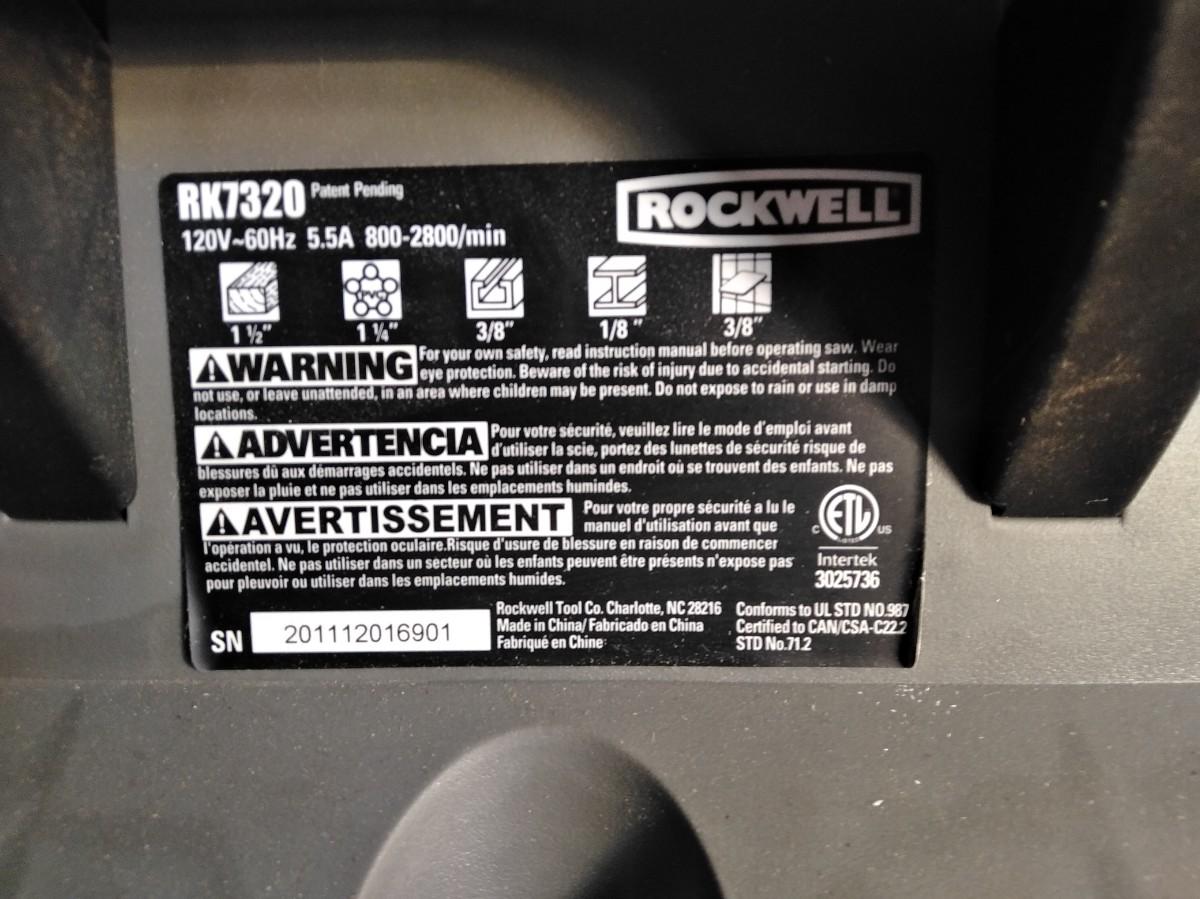 RK7320 Patent Pending
ROCKWELL
120V~60Hz 5.5A 800-2800/min
PVC
1 ½" 1 ¼" 3/8" 1/8" 3/8"
WARNING For your own safety, read instruction manual before operating saw. Wear
eye protection. Beware of the risk of injury due to accidental starting. Do
not use, or leave unattended, in an area where children may be present. Do not expose to rain or use in damp
locations.
ADVERTENCIA Pour votre sécurité, veuillez lire le mode d'emploi avant
d'utiliser la scie, portez des lunettes de sécurité risque de
blessures dû aux démarrages accidentels. Ne pas utiliser dans un endroit où se trouvent des enfants. Ne pas
exposer la pluie et ne pas utiliser dans les emplacements humindes.
AVERTISSEMENT Pour votre propre sécurité a lu le
manuel d'utilisation avant que
l'opération a vu, le protection oculaire.Risque d'usure de blessure en raison de commencer
accidentel. Ne pas utiliser dans un secteur où les enfants peuvent être présents n'expose pas
pour pleuvoir ou utiliser dans les emplacements humides.
C ETL US
LISTED
Intertek
3025736
SN 201112016901
Rockwell Tool Co. Charlotte, NC 28216
Made in China/ Fabricado en China
Fabriqué en Chine
Conforms to UL STD NO.987
Certified to CAN/CSA-C22.2
STD No.71.2